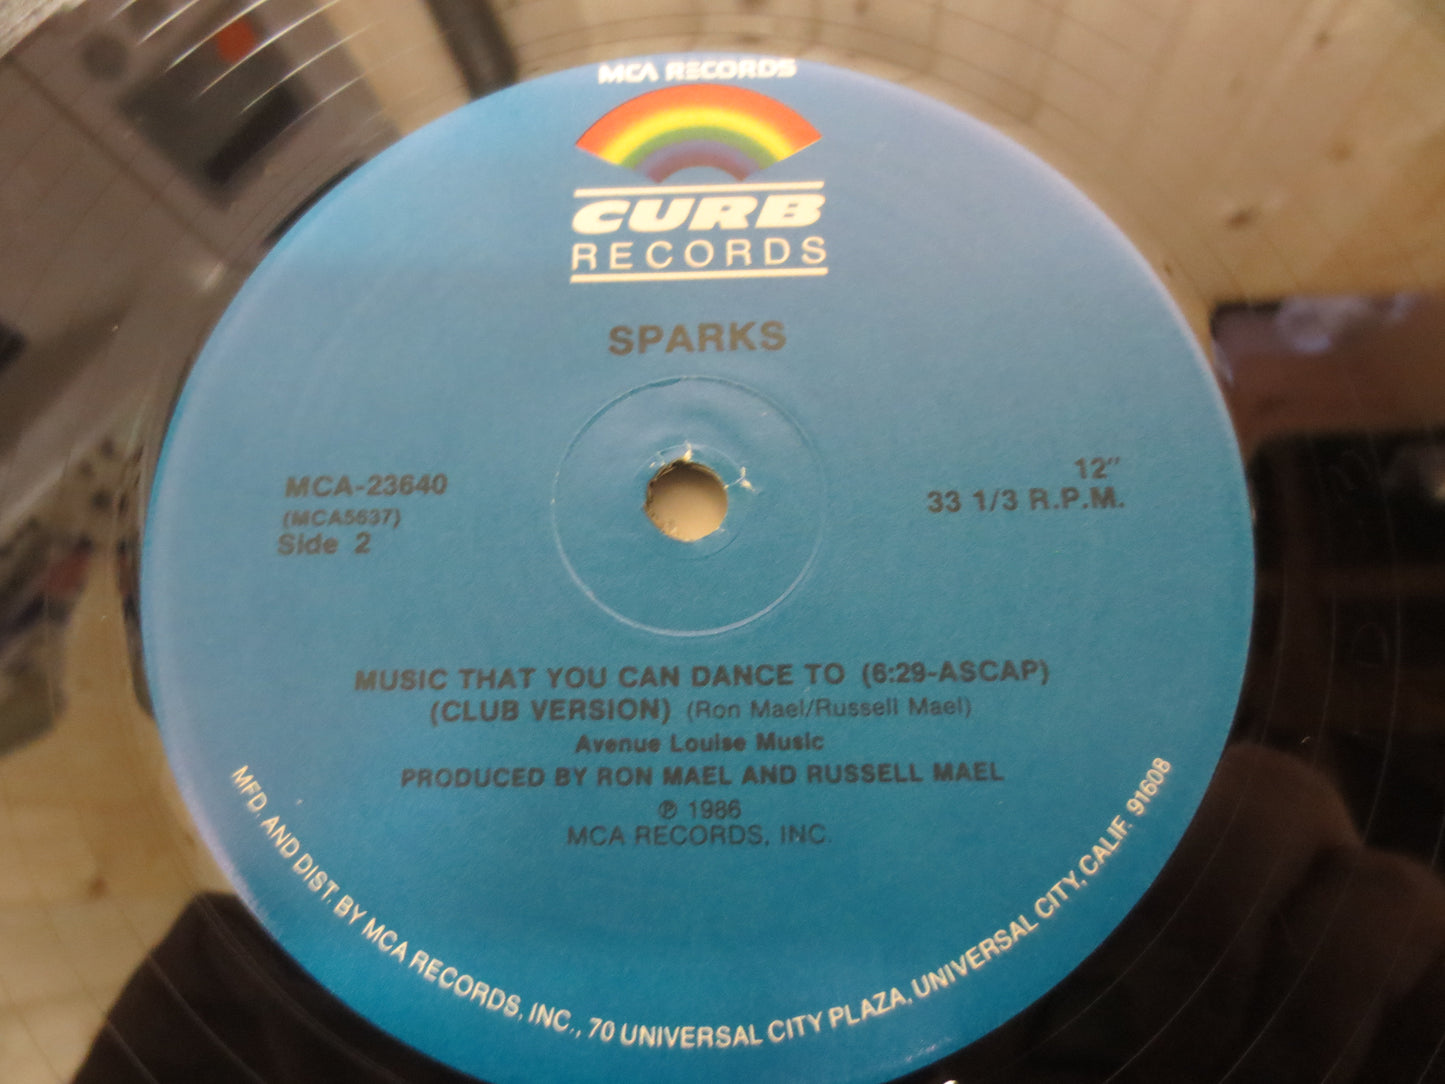 MCA RECORDS
CURB
RECORDS
SPARKS
MCA-23640
(MCA5637)
Side 2
12"
33 1/3 R.P.M.
MUSIC THAT YOU CAN DANCE TO (6:29-ASCAP)
(CLUB VERSION) (Ron Mael/Russell Mael)
Avenue Louise Music
PRODUCED BY RON MAEL AND RUSSELL MAEL
℗ 1986
MCA RECORDS, INC.
MFD. AND DIST. BY MCA RECORDS, INC., 70 UNIVERSAL CITY PLAZA, UNIVERSAL CITY, CALIF. 91608